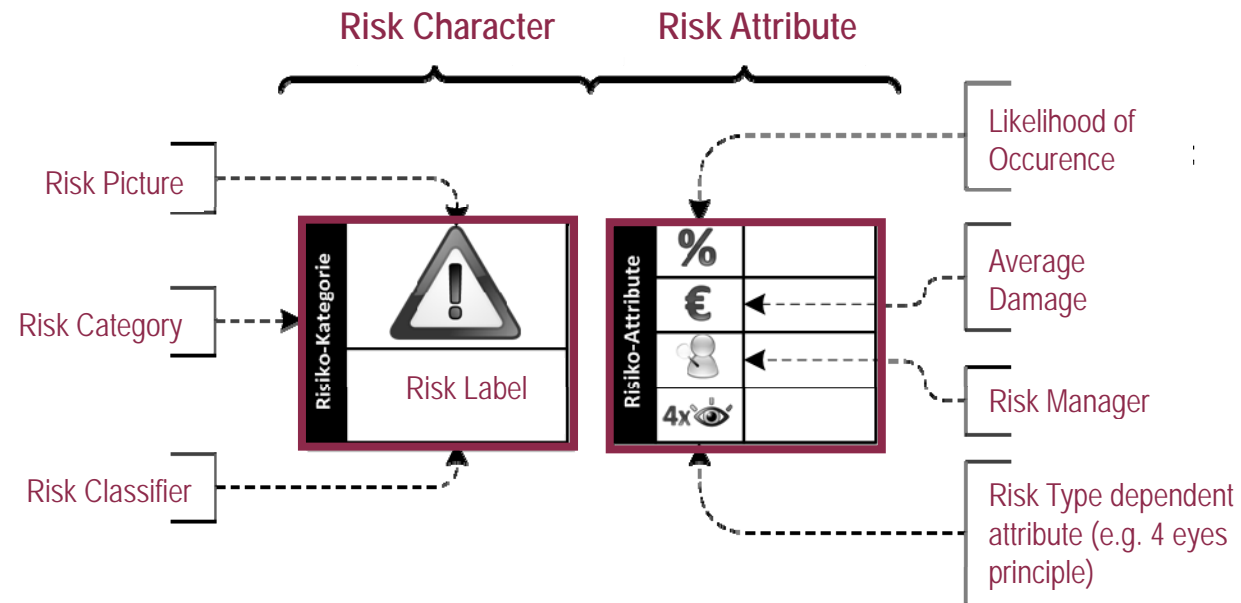 Risk Character
Risk Attribute
Risk Picture
Risk Category
Risk Classifier
Risiko-Kategorie
!
Risk Label
Risiko-Attribute
%
€
4x
Likelihood of
Occurence
:
Average
Damage
Risk Manager
Risk Type dependent
attribute (e.g. 4 eyes
principle)